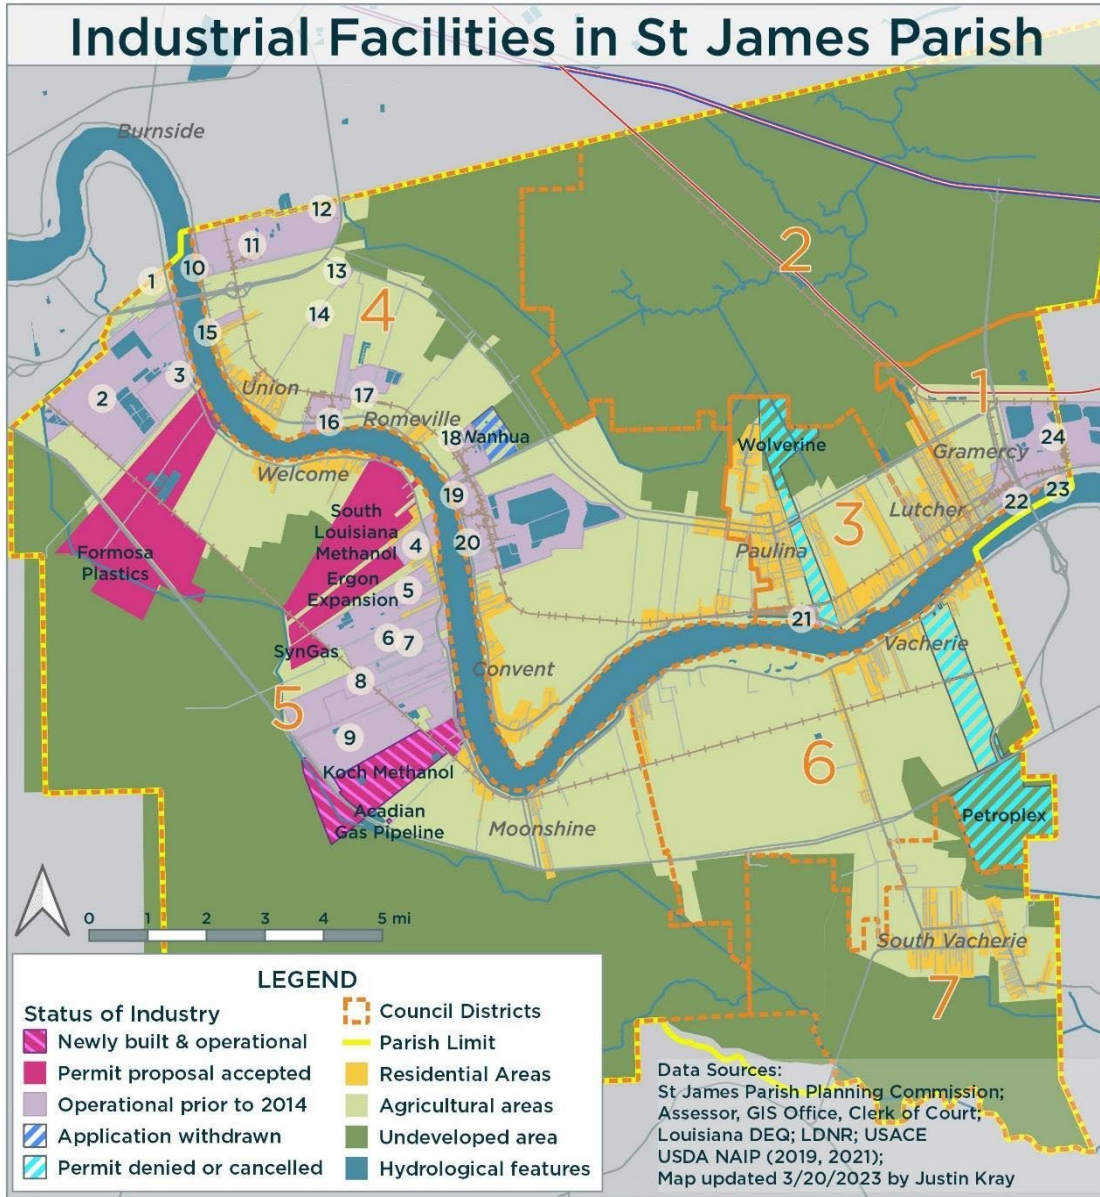 Industrial Facilities in St James Parish
Burnside
12
2
11
10
13
1
14
4
15
3
Union
17
1
2
16
Romeville
18
Wanhua
Wolverine
Gramercy
24
Welcome
19
22
23
South
Louisiana
Methanol
4
20
Lutcher
3
Paulina
Formosa
Plastics
Ergon
Expansion
5
21
6
7
SynGas
Vacherie
Convent
8
5
9
6
Koch Methanol
Acadian
Gas Pipeline
Moonshine
Petroplex
South Vacherie
7
0 1 2 3 4 5 mi
LEGEND
Status of Industry
Newly built & operational
Permit proposal accepted
Operational prior to 2014
Application withdrawn
Permit denied or cancelled
Council Districts
Parish Limit
Residential Areas
Agricultural areas
Undeveloped area
Hydrological features
Data Sources:
St James Parish Planning Commission;
Assessor, GIS Office, Clerk of Court;
Louisiana DEQ; LDNR; USACE
USDA NAIP (2019, 2021);
Map updated 3/20/2023 by Justin Kray